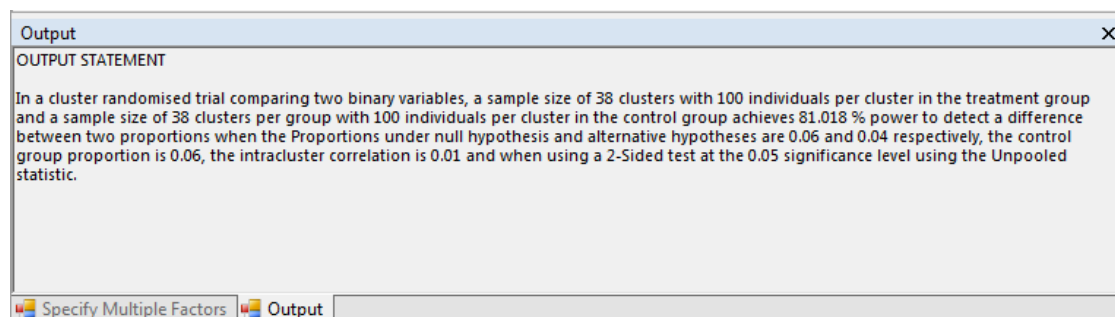 Output
OUTPUT STATEMENT
In a cluster randomised trial comparing two binary variables, a sample size of 38 clusters with 100 individuals per cluster in the treatment group
and a sample size of 38 clusters per group with 100 individuals per cluster in the control group achieves 81.018 % power to detect a difference
between two proportions when the Proportions under null hypothesis and alternative hypotheses are 0.06 and 0.04 respectively, the control
group proportion is 0.06, the intracluster correlation is 0.01 and when using a 2-Sided test at the 0.05 significance level using the Unpooled
statistic.
Specify Multiple Factors Output